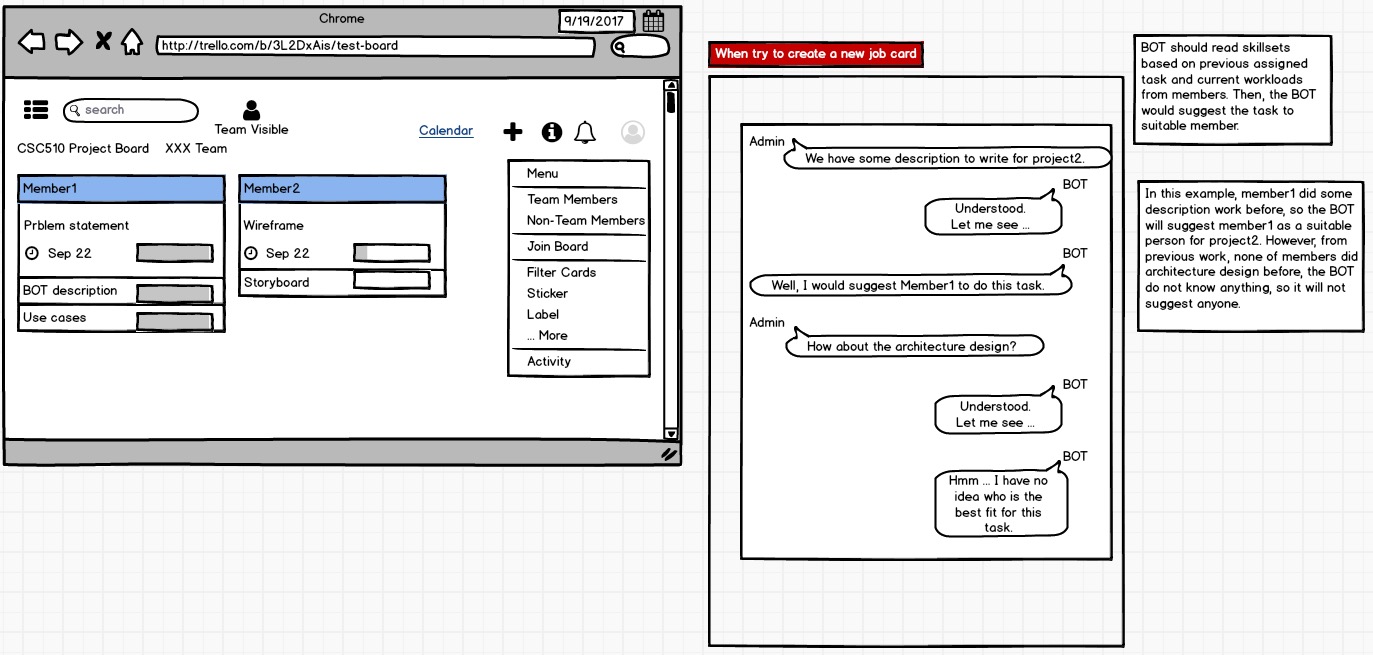 Chrome
9/19/2017
http://trello.com/b/3L2DxAis/test-board
search
Team Visible
Calendar
CSC510 Project Board XXX Team
Member1
Prblem statement
Sep 22
BOT description
Use cases
Member2
Wireframe
Sep 22
Storyboard
Menu
Team Members
Non-Team Members
Join Board
Filter Cards
Sticker
Label
... More
Activity
When try to create a new job card
Admin
We have some description to write for project2.
BOT
Understood.
Let me see ...
BOT
Well, I would suggest Member1 to do this task.
Admin
How about the architecture design?
BOT
Understood.
Let me see ...
BOT
Hmm ... I have no
idea who is the
best fit for this
task.
BOT should read skillsets
based on previous assigned
task and current workloads
from members. Then, the BOT
would suggest the task to
suitable member.
In this example, member1 did some
description work before, so the BOT
will suggest member1 as a suitable
person for project2. However, from
previous work, none of members did
architecture design before, the BOT
do not know anything, so it will not
suggest anyone.